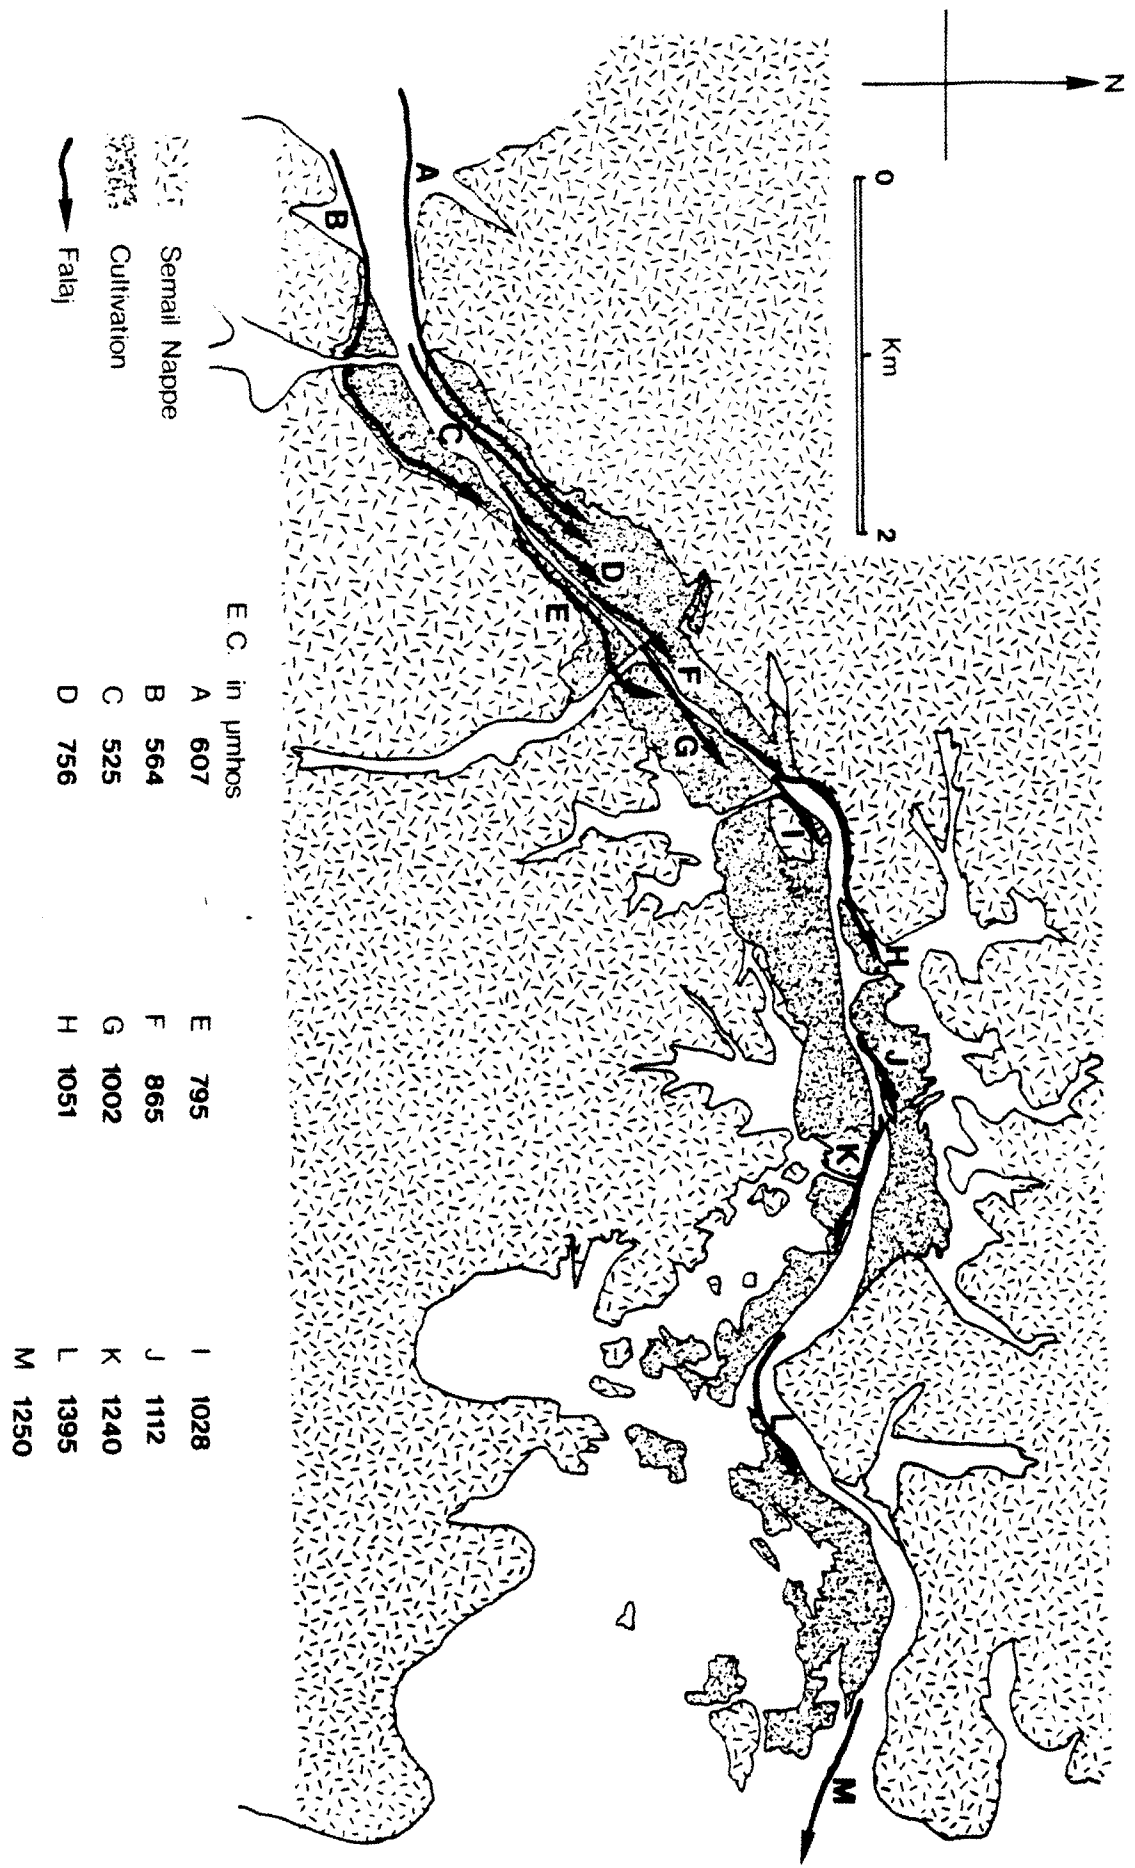 N
0 Km 2
A
B
C
D
E
F
G
H
I
J
K
L
M
Semail Nappe
Cultivation
Falaj
E.C. in µmhos
A 607 E 795 I 1028
B 564 F 865 J 1112
C 525 G 1002 K 1240
D 756 H 1051 L 1395
M 1250